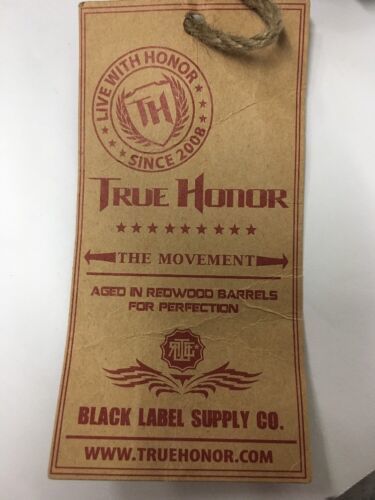 LIVE WITH HONOR
TH
SINCE 2008
TRUE HONOR
THE MOVEMENT
AGED IN REDWOOD BARRELS
FOR PERFECTION
BLACK LABEL SUPPLY CO.
WWW.TRUEHONOR.COM